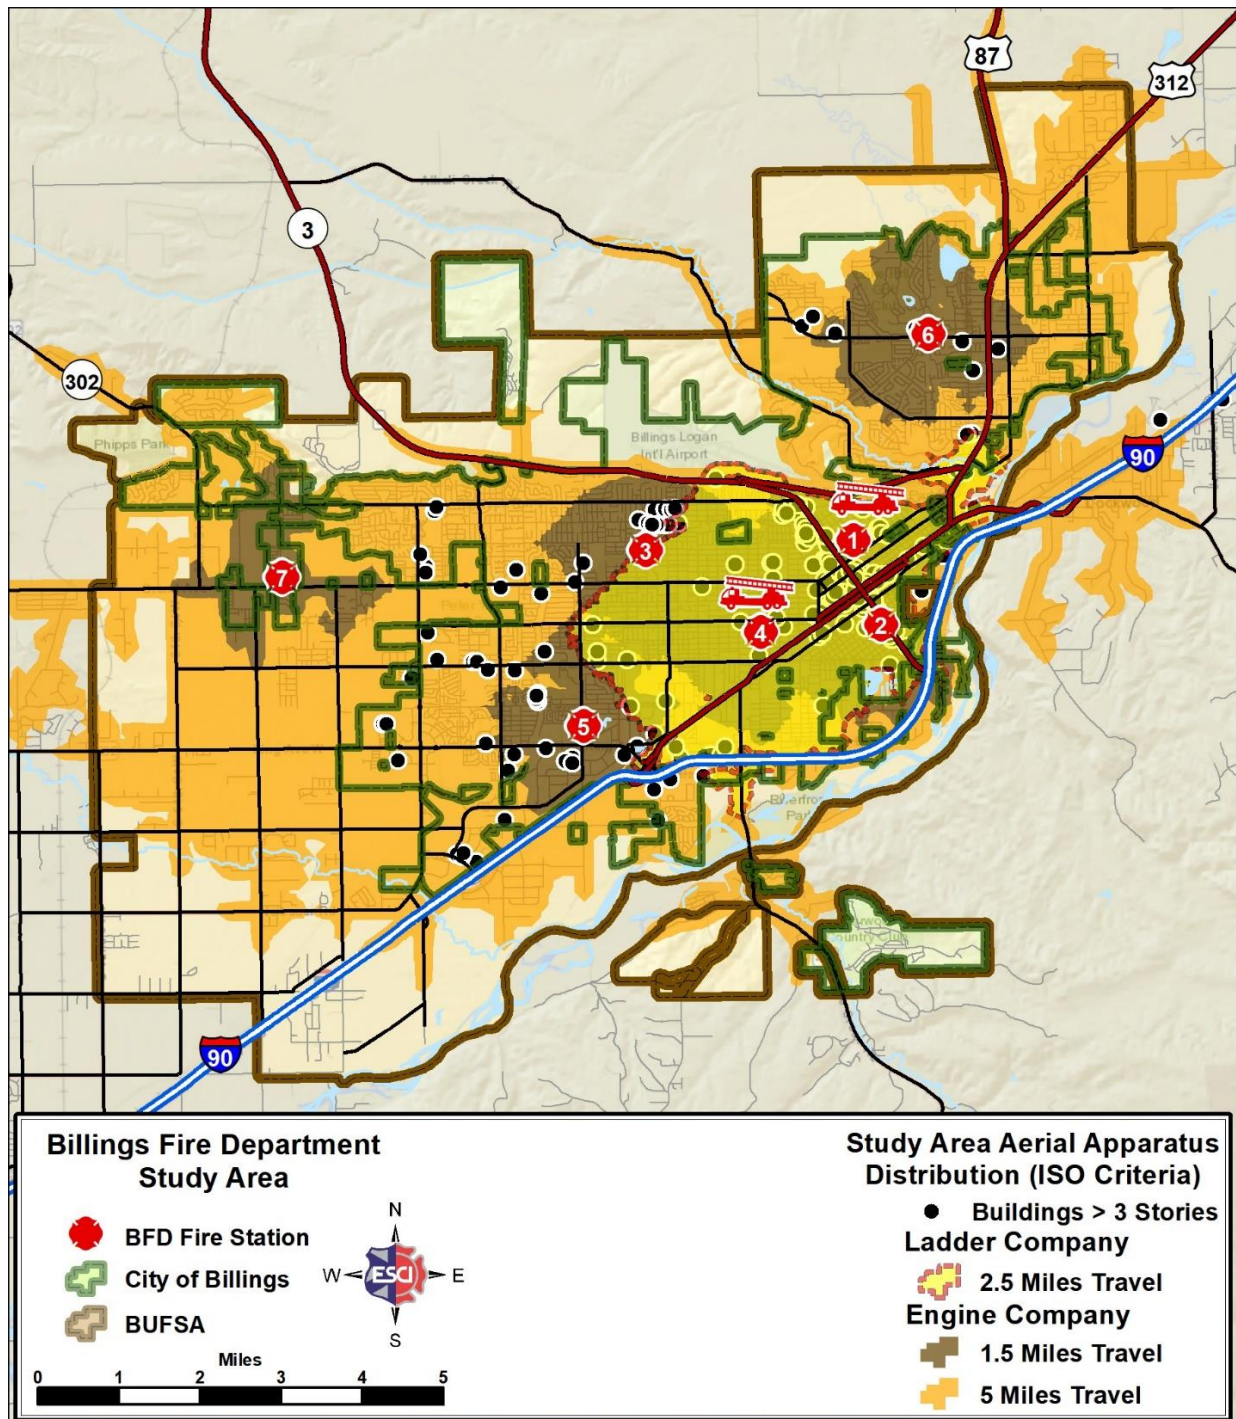 87
312
3
302
Phipps Park
Billings Logan
Int'l Airport
90
6
1
3
7
2
4
5
90
Billings Fire Department
Study Area
BFD Fire Station
City of Billings
BUFSA
N
W
ESCI
E
S
Miles
0 1 2 3 4 5
Study Area Aerial Apparatus
Distribution (ISO Criteria)
Buildings > 3 Stories
Ladder Company
2.5 Miles Travel
Engine Company
1.5 Miles Travel
5 Miles Travel